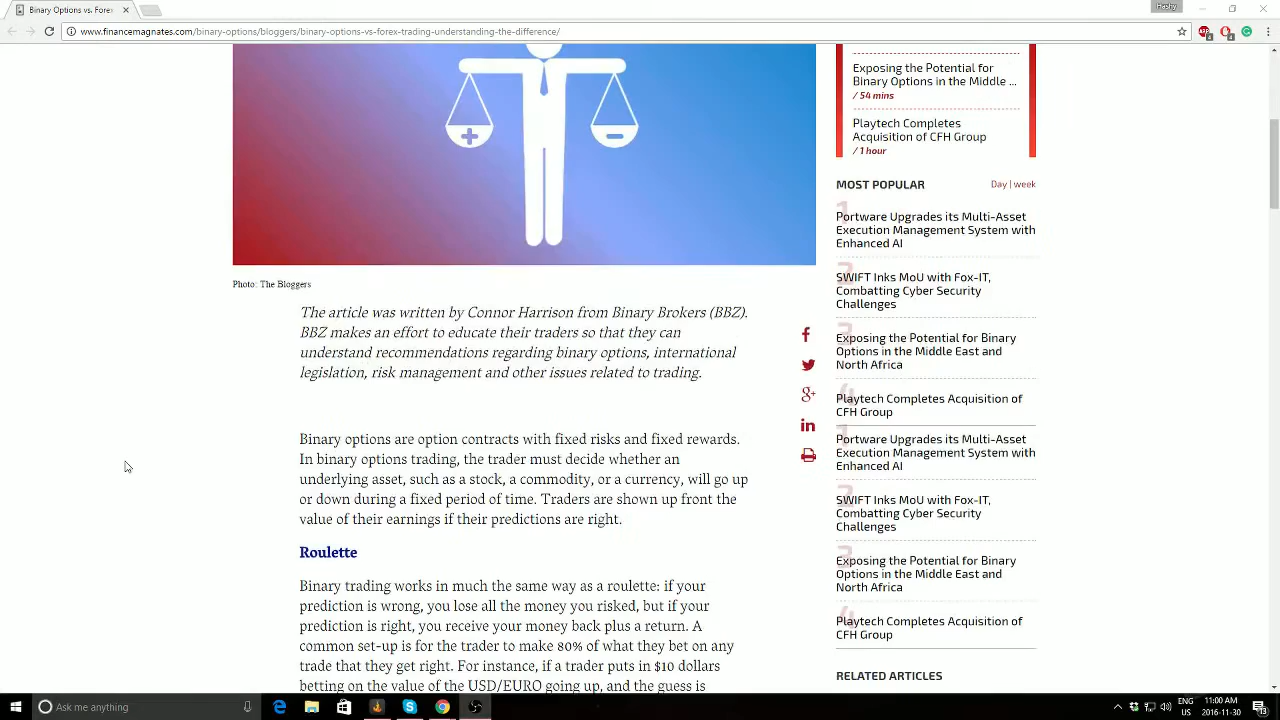 Binary Options vs. Forex
Heshy
www.financemagnates.com/binary-options/bloggers/binary-options-vs-forex-trading-understanding-the-difference/
Photo: The Bloggers
The article was written by Connor Harrison from Binary Brokers (BBZ).
BBZ makes an effort to educate their traders so that they can
understand recommendations regarding binary options, international
legislation, risk management and other issues related to trading.
Binary options are option contracts with fixed risks and fixed rewards.
In binary options trading, the trader must decide whether an
underlying asset, such as a stock, a commodity, or a currency, will go up
or down during a fixed period of time. Traders are shown up front the
value of their earnings if their predictions are right.
Roulette
Binary trading works in much the same way as a roulette: if your
prediction is wrong, you lose all the money you risked, but if your
prediction is right, you receive your money back plus a return. A
common set-up is for the trader to make 80% of what they bet on any
trade that they get right. For instance, if a trader puts in $10 dollars
betting on the value of the USD/EURO going up, and the guess is
Exposing the Potential for
Binary Options in the Middle ...
/ 54 mins
Playtech Completes
Acquisition of CFH Group
/ 1 hour
MOST POPULAR
Day | week
1
Portware Upgrades its Multi-Asset
Execution Management System with
Enhanced AI
2
SWIFT Inks MoU with Fox-IT,
Combatting Cyber Security
Challenges
3
Exposing the Potential for Binary
Options in the Middle East and
North Africa
4
Playtech Completes Acquisition of
CFH Group
1
Portware Upgrades its Multi-Asset
Execution Management System with
Enhanced AI
2
SWIFT Inks MoU with Fox-IT,
Combatting Cyber Security
Challenges
3
Exposing the Potential for Binary
Options in the Middle East and
North Africa
4
Playtech Completes Acquisition of
CFH Group
RELATED ARTICLES
Ask me anything
ENG
US
11:00 AM
2016-11-30